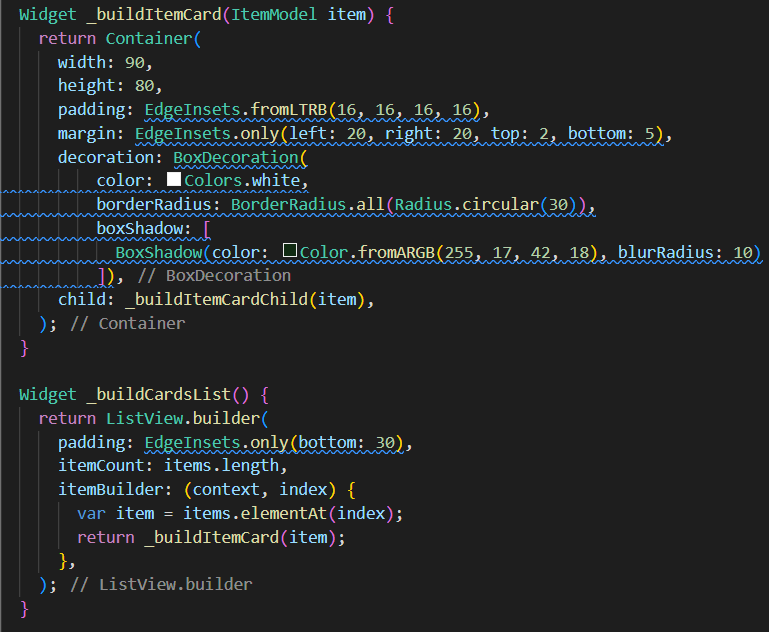 Widget _buildItemCard(ItemModel item) {
  return Container(
    width: 90,
    height: 80,
    padding: EdgeInsets.fromLTRB(16, 16, 16, 16),
    margin: EdgeInsets.only(left: 20, right: 20, top: 2, bottom: 5),
    decoration: BoxDecoration(
        color: Colors.white,
        borderRadius: BorderRadius.all(Radius.circular(30)),
        boxShadow: [
          BoxShadow(color: Color.fromARGB(255, 17, 42, 18), blurRadius: 10)
        ]), // BoxDecoration
    child: _buildItemCardChild(item),
  ); // Container
}

Widget _buildCardsList() {
  return ListView.builder(
    padding: EdgeInsets.only(bottom: 30),
    itemCount: items.length,
    itemBuilder: (context, index) {
      var item = items.elementAt(index);
      return _buildItemCard(item);
    },
  ); // ListView.builder
}